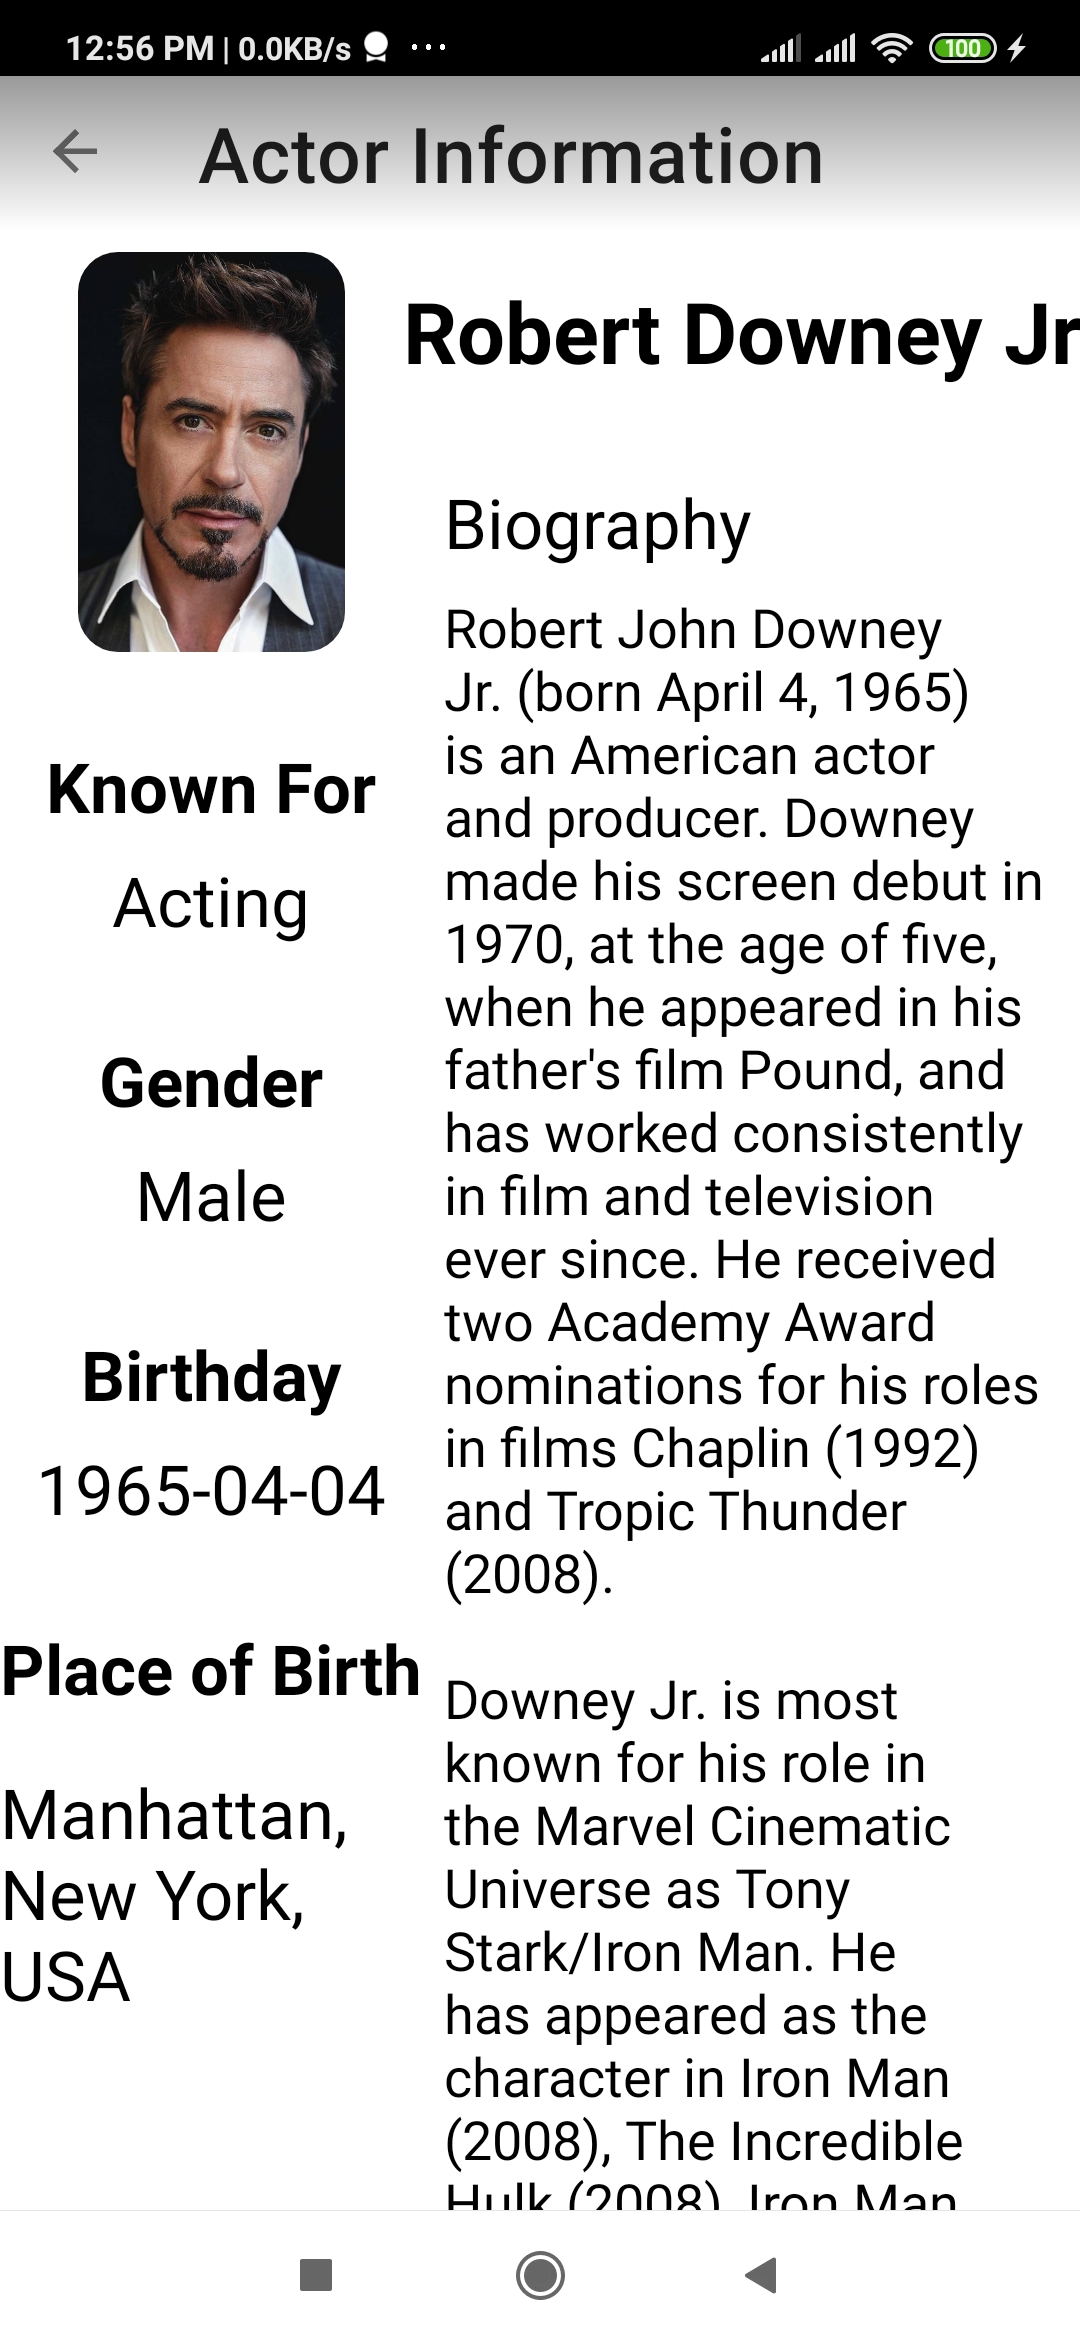 12:56 PM | 0.0KB/s ...
100
Actor Information
Robert Downey Jr
Known For
Acting
Gender
Male
Birthday
1965-04-04
Place of Birth
Manhattan,
New York,
USA
Biography
Robert John Downey
Jr. (born April 4, 1965)
is an American actor
and producer. Downey
made his screen debut in
1970, at the age of five,
when he appeared in his
father's film Pound, and
has worked consistently
in film and television
ever since. He received
two Academy Award
nominations for his roles
in films Chaplin (1992)
and Tropic Thunder
(2008).
Downey Jr. is most
known for his role in
the Marvel Cinematic
Universe as Tony
Stark/Iron Man. He
has appeared as the
character in Iron Man
(2008), The Incredible
Hulk (2008), Iron Man